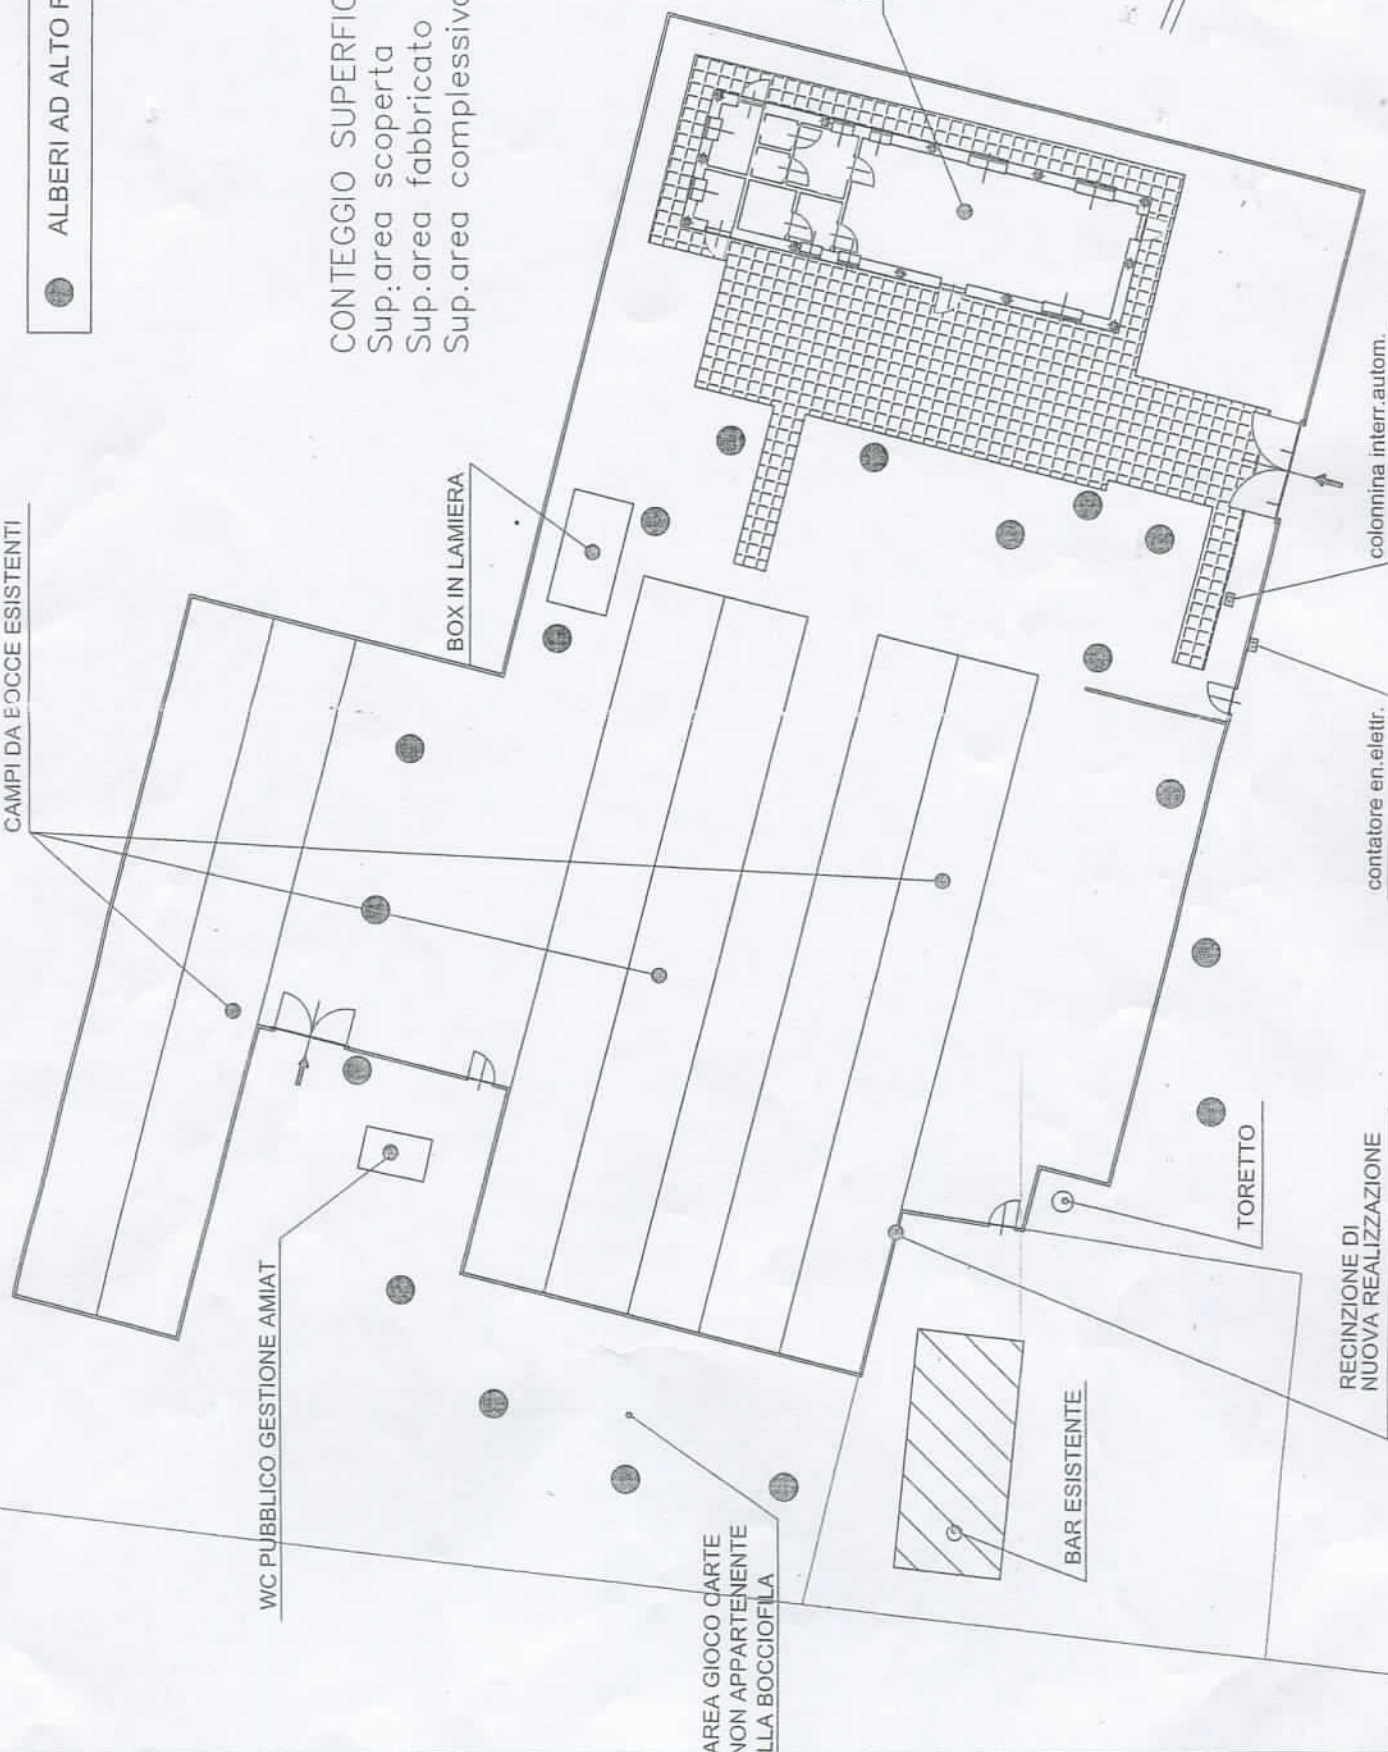 ALBERI AD ALTO F
CONTEGGIO SUPERFIC
Sup.area scoperta
Sup.area fabbricato
Sup.area complessiva
CAMPI DA BOCCE ESISTENTI
BOX IN LAMIERA
WC PUBBLICO GESTIONE AMIAT
AREA GIOCO CARTE
NON APPARTENENTE
LLA BOCCIOFILA
BAR ESISTENTE
TORETTO
RECINZIONE DI
NUOVA REALIZZAZIONE
contatore en.elettr.
colonnina interr.autom.